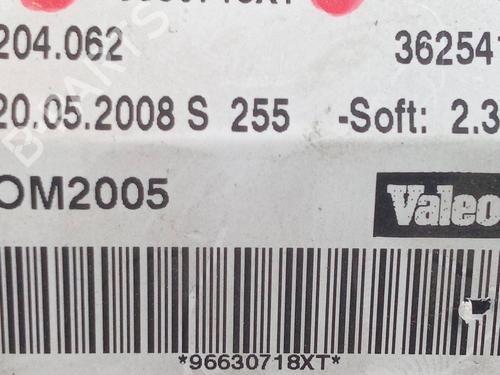 204.062 362541
20.05.2008 S 255 -Soft: 2.3
OM2005 Valeo
*96630718XT*